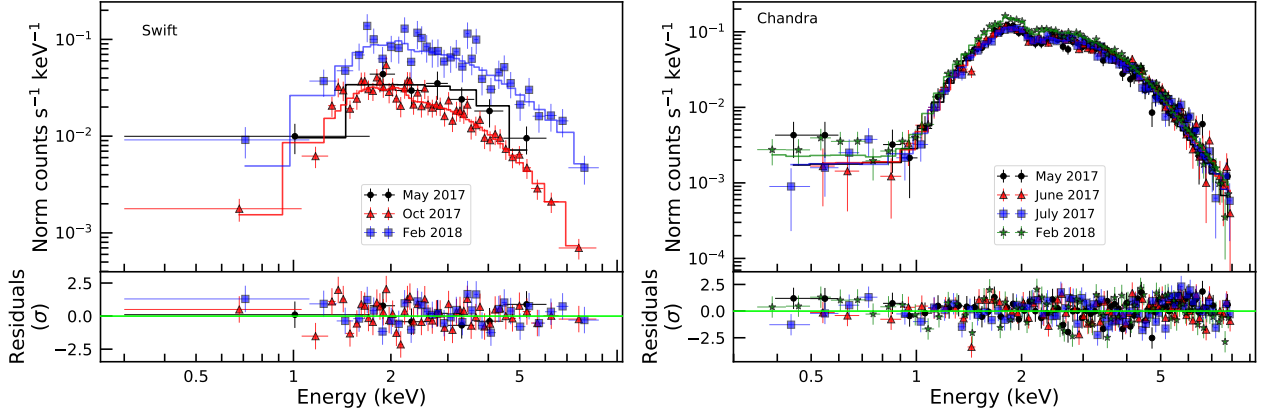 Swift
Norm counts s⁻¹ keV⁻¹
10⁻¹
10⁻²
10⁻³
May 2017
Oct 2017
Feb 2018
Residuals
(σ)
2.5
0.0
−2.5
0.5
1
2
5
Energy (keV)
Chandra
Norm counts s⁻¹ keV⁻¹
10⁻¹
10⁻²
10⁻³
10⁻⁴
May 2017
June 2017
July 2017
Feb 2018
Residuals
(σ)
2.5
0.0
−2.5
0.5
1
2
5
Energy (keV)